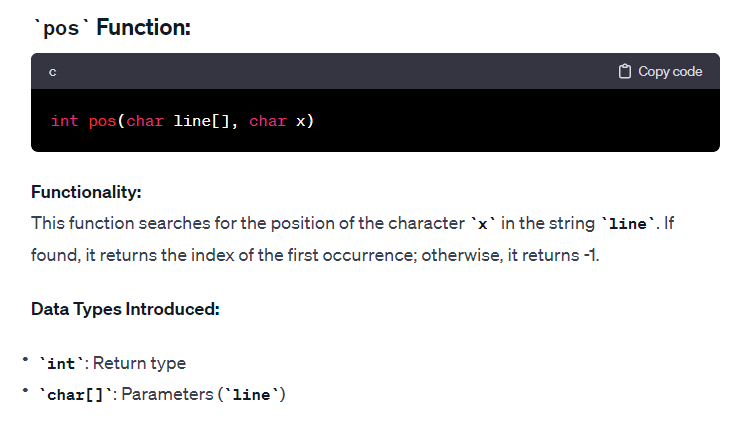 `pos` Function:
c Copy code
int pos(char line[], char x)
Functionality:
This function searches for the position of the character `x` in the string `line`. If
found, it returns the index of the first occurrence; otherwise, it returns -1.
Data Types Introduced:
• `int`: Return type
• `char[]`: Parameters (`line`)